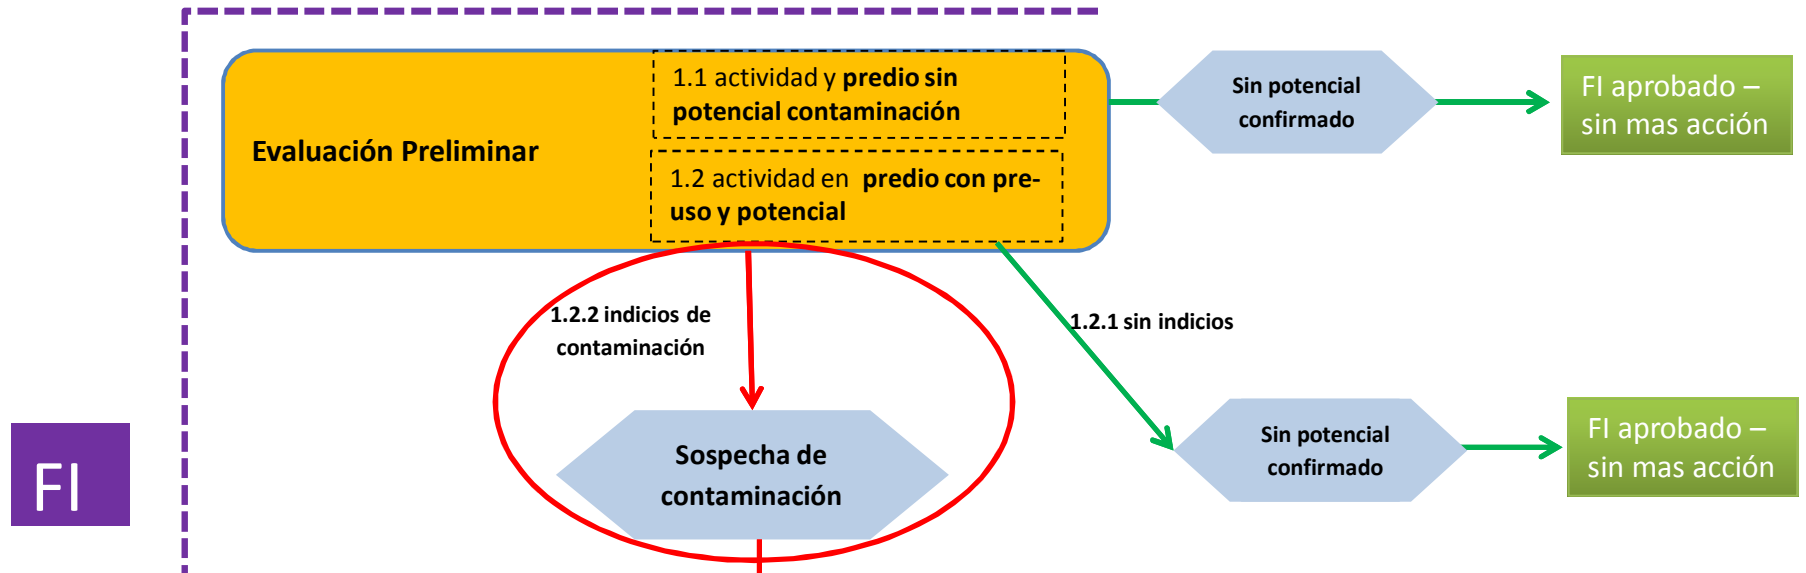 1.1 actividad y predio sin
potencial contaminación
Evaluación Preliminar
1.2 actividad en predio con pre-
uso y potencial
Sin potencial
confirmado
FI aprobado –
sin mas acción
1.2.2 indicios de
contaminación
1.2.1 sin indicios
Sospecha de
contaminación
Sin potencial
confirmado
FI aprobado –
sin mas acción
FI